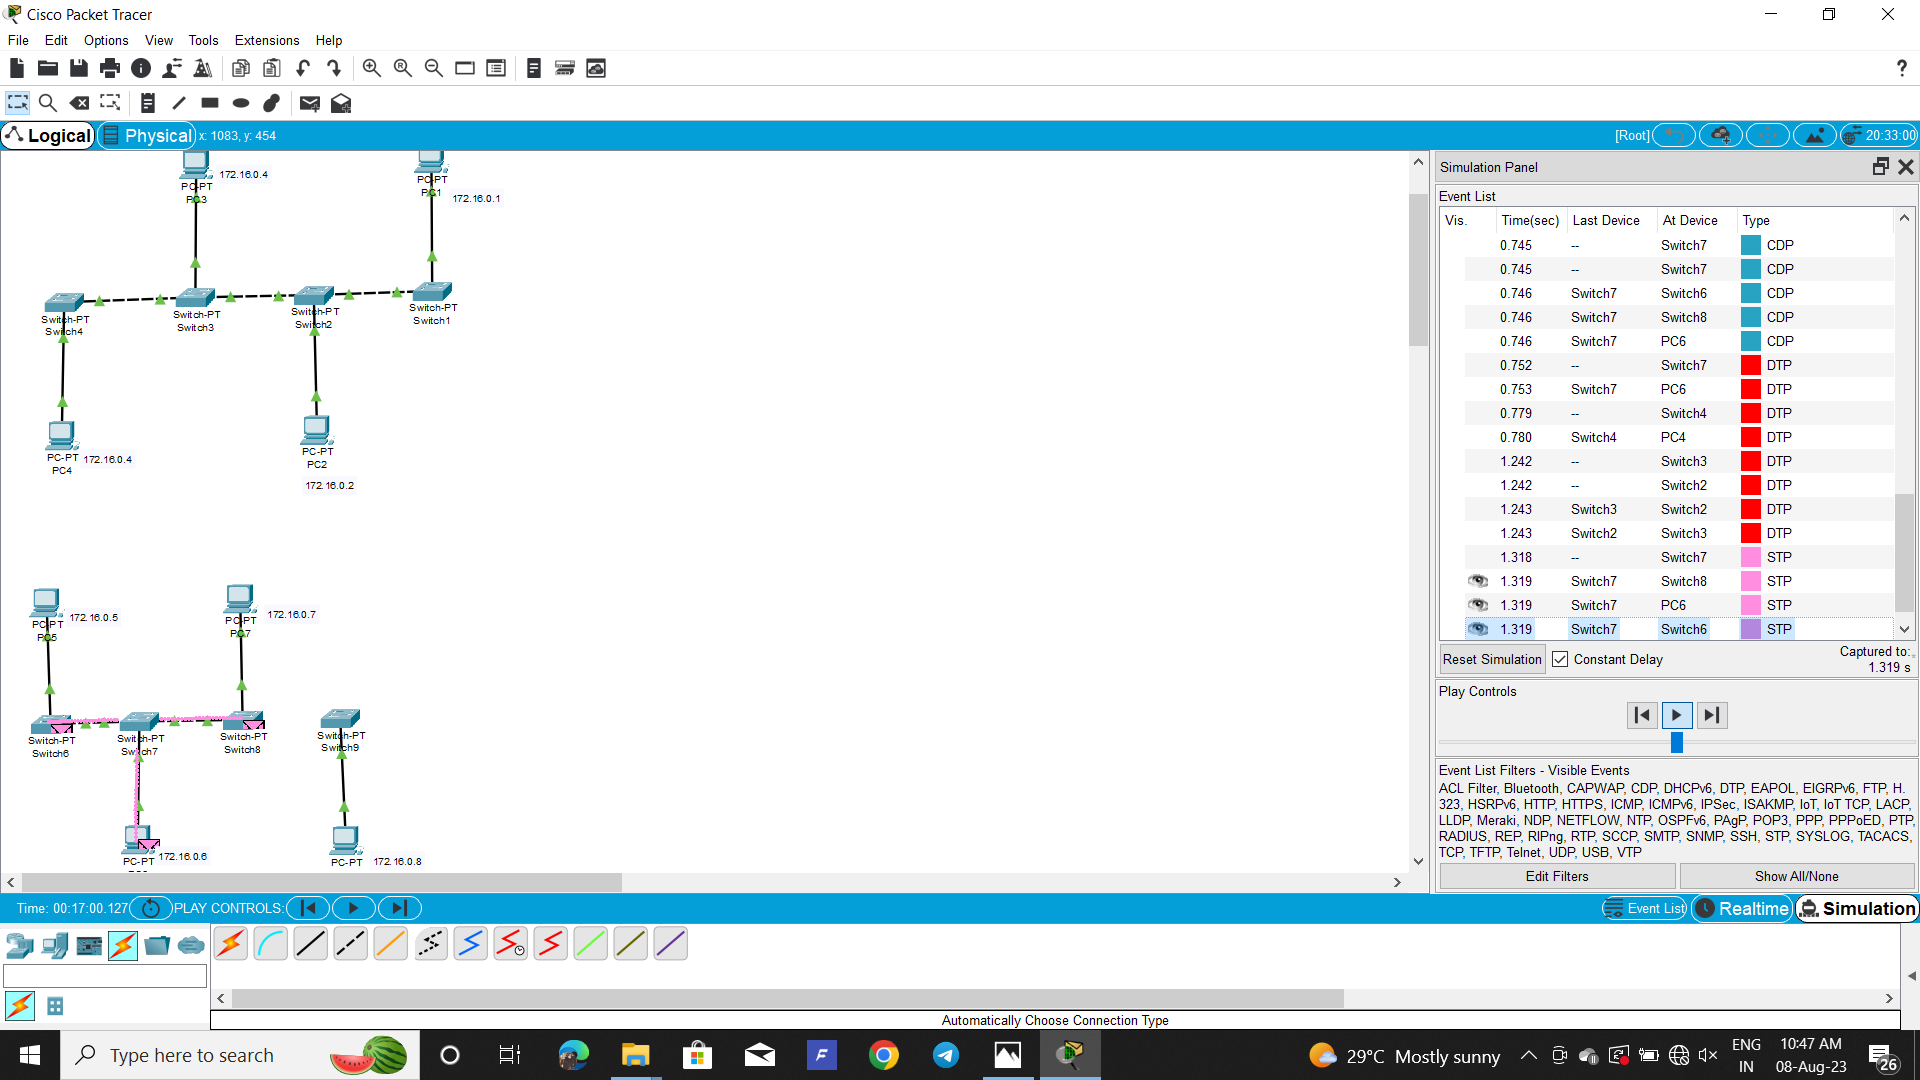 Cisco Packet Tracer
File Edit Options View Tools Extensions Help
?
Logical Physical x: 1083, y: 454 [Root] 20:33:00
PC-PT
PC3
172.16.0.4
PC-PT
PC1
172.16.0.1
Switch-PT
Switch4
Switch-PT
Switch3
Switch-PT
Switch2
Switch-PT
Switch1
PC-PT
PC4
172.16.0.4
PC-PT
PC2
172.16.0.2
PC-PT
PC5
172.16.0.5
PC-PT
PC7
172.16.0.7
Switch-PT
Switch6
Switch-PT
Switch7
Switch-PT
Switch8
Switch-PT
Switch9
PC-PT
172.16.0.6
PC-PT
172.16.0.8
Simulation Panel
Event List
Vis. Time(sec) Last Device At Device Type
0.745 -- Switch7 CDP
0.745 -- Switch7 CDP
0.746 Switch7 Switch6 CDP
0.746 Switch7 Switch8 CDP
0.746 Switch7 PC6 CDP
0.752 -- Switch7 DTP
0.753 Switch7 PC6 DTP
0.779 -- Switch4 DTP
0.780 Switch4 PC4 DTP
1.242 -- Switch3 DTP
1.242 -- Switch2 DTP
1.243 Switch3 Switch2 DTP
1.243 Switch2 Switch3 DTP
1.318 -- Switch7 STP
1.319 Switch7 Switch8 STP
1.319 Switch7 PC6 STP
1.319 Switch7 Switch6 STP
Reset Simulation Constant Delay
Captured to:
1.319 s
Play Controls
Event List Filters - Visible Events
ACL Filter, Bluetooth, CAPWAP, CDP, DHCPv6, DTP, EAPOL, EIGRPv6, FTP, H.
323, HSRPv6, HTTP, HTTPS, ICMP, ICMPv6, IPSec, ISAKMP, IoT, IoT TCP, LACP,
LLDP, Meraki, NDP, NETFLOW, NTP, OSPFv6, PAgP, POP3, PPP, PPPoED, PTP,
RADIUS, REP, RIPng, RTP, SCCP, SMTP, SNMP, SSH, STP, SYSLOG, TACACS,
TCP, TFTP, Telnet, UDP, USB, VTP
Edit Filters Show All/None
Time: 00:17:00.127 PLAY CONTROLS: Event List Realtime Simulation
Automatically Choose Connection Type
Type here to search
29°C Mostly sunny
ENG
IN
10:47 AM
08-Aug-23
26